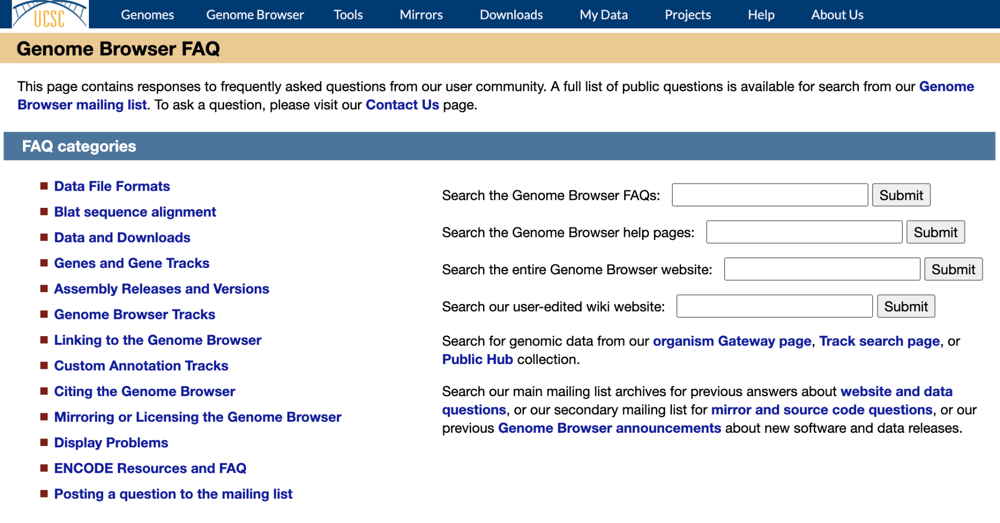 UCSC
Genomes Genome Browser Tools Mirrors Downloads My Data Projects Help About Us
Genome Browser FAQ
This page contains responses to frequently asked questions from our user community. A full list of public questions is available for search from our Genome
Browser mailing list. To ask a question, please visit our Contact Us page.
FAQ categories
Data File Formats
Blat sequence alignment
Data and Downloads
Genes and Gene Tracks
Assembly Releases and Versions
Genome Browser Tracks
Linking to the Genome Browser
Custom Annotation Tracks
Citing the Genome Browser
Mirroring or Licensing the Genome Browser
Display Problems
ENCODE Resources and FAQ
Posting a question to the mailing list
Search the Genome Browser FAQs: Submit
Search the Genome Browser help pages: Submit
Search the entire Genome Browser website: Submit
Search our user-edited wiki website: Submit
Search for genomic data from our organism Gateway page, Track search page, or
Public Hub collection.
Search our main mailing list archives for previous answers about website and data
questions, or our secondary mailing list for mirror and source code questions, or our
previous Genome Browser announcements about new software and data releases.